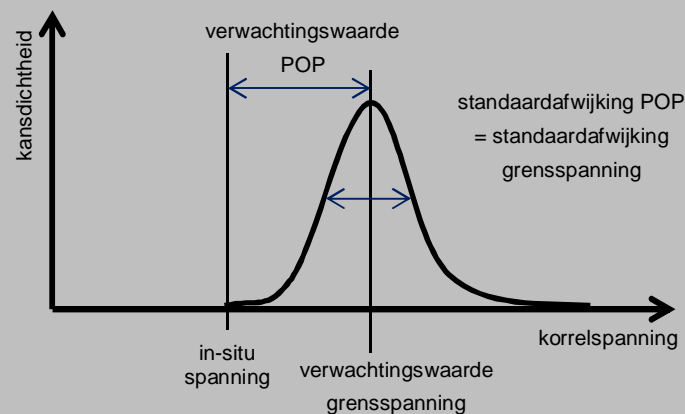 verwachtingswaarde
POP
kansdichtheid
standaardafwijking POP
= standaardafwijking
grensspanning
korrelspanning
in-situ
spanning
verwachtingswaarde
grensspanning